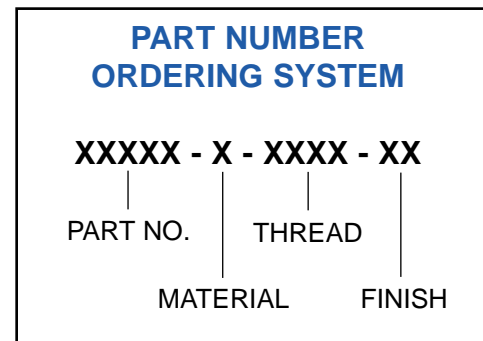 PART NUMBER
ORDERING SYSTEM
XXXXX - X - XXXX - XX
PART NO. THREAD
MATERIAL FINISH